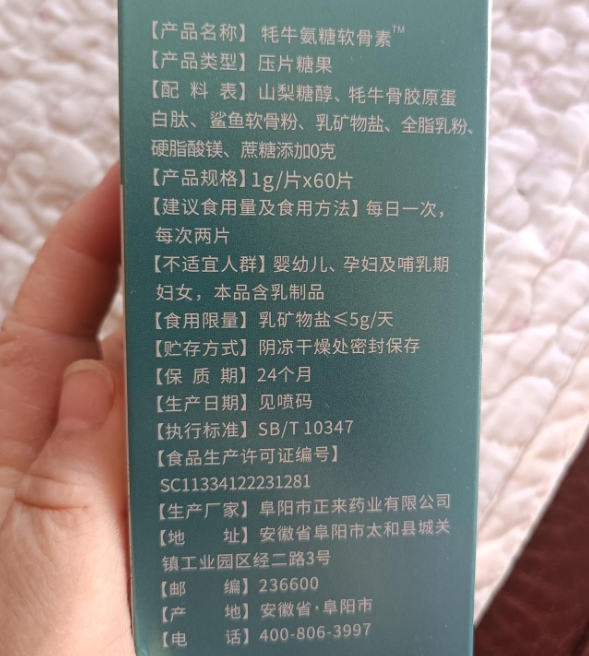 【产品名称】 牦牛氨糖软骨素™
【产品类型】 压片糖果
【配 料 表】 山梨糖醇、牦牛骨胶原蛋
白肽、鲨鱼软骨粉、乳矿物盐、全脂乳粉、
硬脂酸镁、蔗糖添加0克
【产品规格】1g/片x60片
【建议食用量及食用方法】每日一次，
每次两片
【不适宜人群】婴幼儿、孕妇及哺乳期
妇女，本品含乳制品
【食用限量】 乳矿物盐≤5g/天
【贮存方式】 阴凉干燥处密封保存
【保 质 期】 24个月
【生产日期】 见喷码
【执行标准】 SB/T 10347
【食品生产许可证编号】
SC11334122231281
【生产厂家】 阜阳市正来药业有限公司
【地 址】 安徽省阜阳市太和县城关
镇工业园区经二路3号
【邮 编】 236600
【产 地】 安徽省·阜阳市
【电 话】 400-806-3997